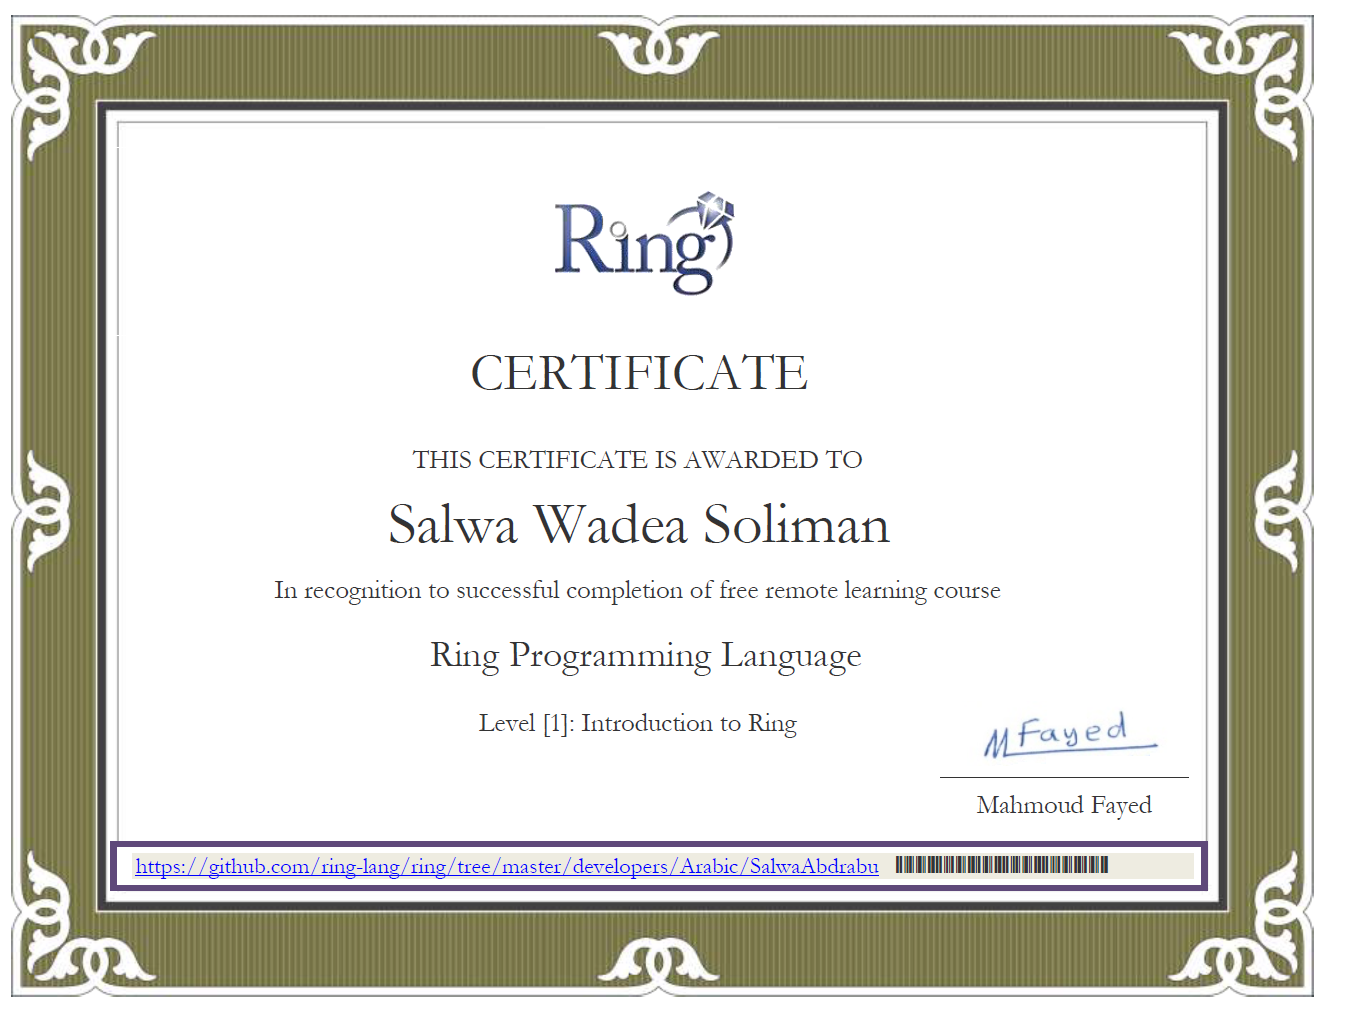 Ring
CERTIFICATE
THIS CERTIFICATE IS AWARDED TO
Salwa Wadea Soliman
In recognition to successful completion of free remote learning course
Ring Programming Language
Level [1]: Introduction to Ring
MFayed
Mahmoud Fayed
https://github.com/ring-lang/ring/tree/master/developers/Arabic/SalwaAbdrabu